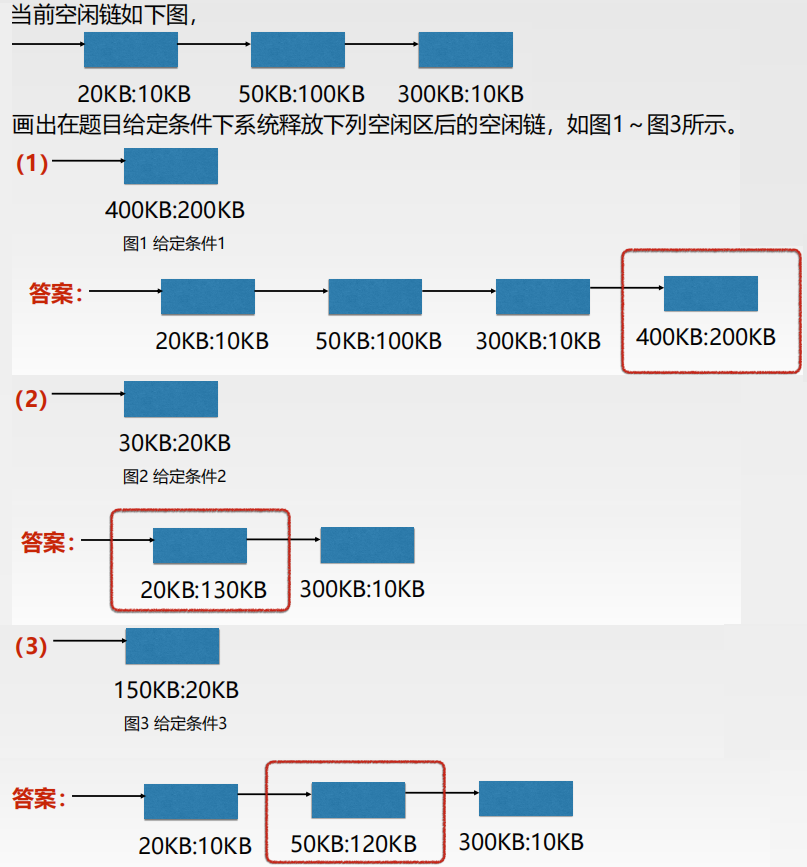 当前空闲链如下图，
20KB:10KB 50KB:100KB 300KB:10KB
画出在题目给定条件下系统释放下列空闲区后的空闲链，如图1～图3所示。
(1)
400KB:200KB
图1 给定条件1
答案：
20KB:10KB 50KB:100KB 300KB:10KB 400KB:200KB
(2)
30KB:20KB
图2 给定条件2
答案：
20KB:130KB 300KB:10KB
(3)
150KB:20KB
图3 给定条件3
答案：
20KB:10KB 50KB:120KB 300KB:10KB